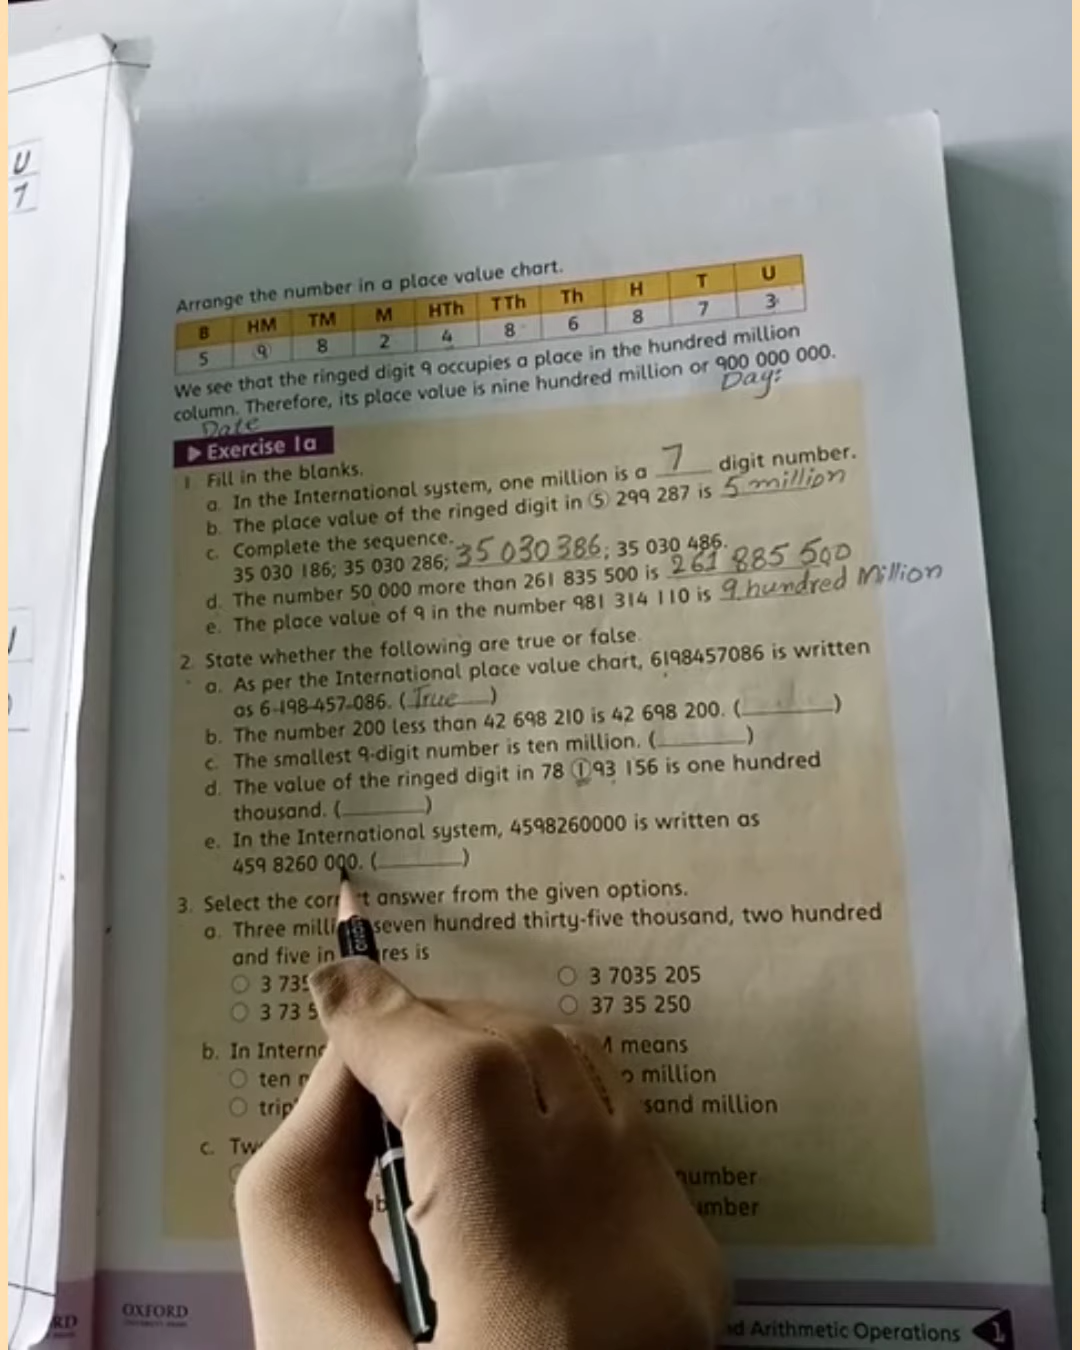 U
1
Arrange the number in a place value chart.
B HM TM M HTh TTh Th H T U
5 9 8 2 4 8 6 8 7 3
We see that the ringed digit 9 occupies a place in the hundred million
column. Therefore, its place value is nine hundred million or 900 000 000.
Date Day:
Exercise 1a
1. Fill in the blanks.
a. In the International system, one million is a 7 digit number.
b. The place value of the ringed digit in ⑤ 299 287 is 5 million
c. Complete the sequence.
35 030 186; 35 030 286; 35 030 386; 35 030 486.
d. The number 50 000 more than 261 835 500 is 261 885 500
e. The place value of 9 in the number 981 314 110 is 9 hundred Million
2. State whether the following are true or false.
a. As per the International place value chart, 6198457086 is written
as 6-198-457-086. (True)
b. The number 200 less than 42 698 210 is 42 698 200. (______)
c. The smallest 9-digit number is ten million. (______)
d. The value of the ringed digit in 78 ①93 156 is one hundred
thousand. (______)
e. In the International system, 4598260000 is written as
459 8260 000. (______)
3. Select the correct answer from the given options.
a. Three seven hundred thirty-five thousand, two hundred
and five in is
3 7035 205
37 35 250
b. In M means
ten million
sand million
c. number
OXFORD
Arithmetic Operations 1